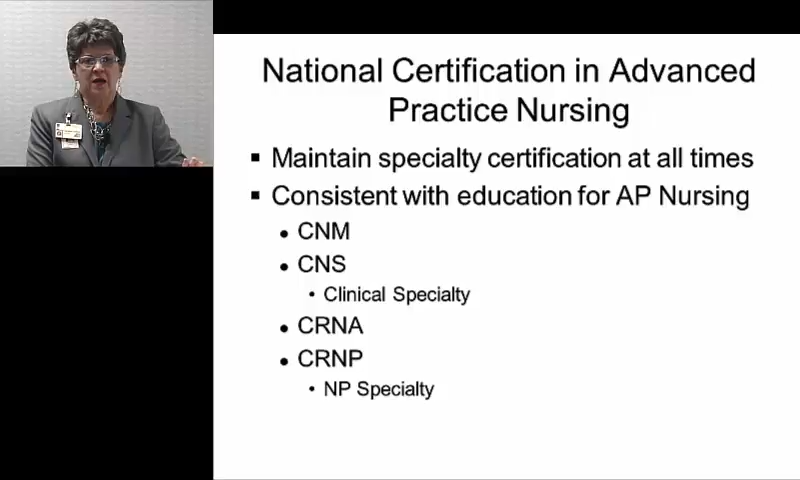 National Certification in Advanced
Practice Nursing
▪ Maintain specialty certification at all times
▪ Consistent with education for AP Nursing
• CNM
• CNS
• Clinical Specialty
• CRNA
• CRNP
• NP Specialty